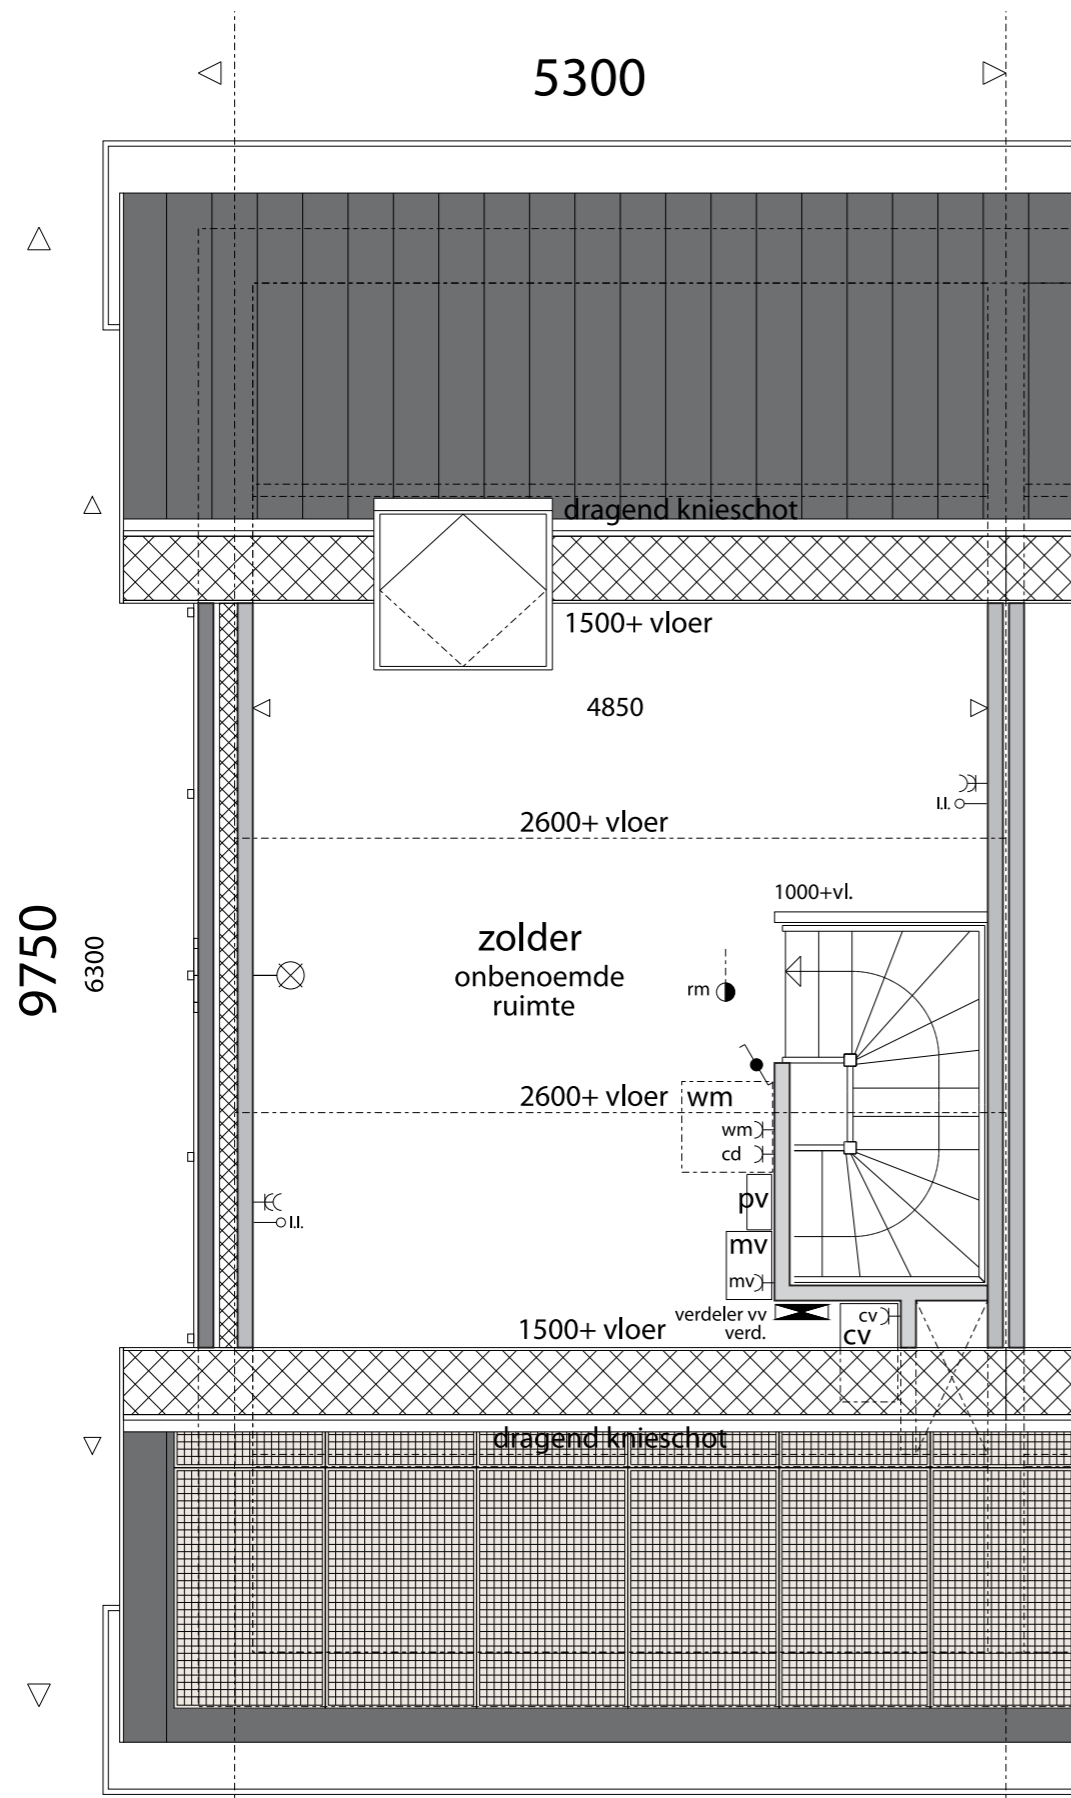 5300
dragend knieschot
1500+ vloer
4850
l.l.
2600+ vloer
1000+vl.
9750
6300
zolder
onbenoemde
ruimte
rm
2600+ vloer
wm
wm
cd
pv
l.l.
mv
mv
verdeler vv
verd.
cv
cv
1500+ vloer
dragend knieschot